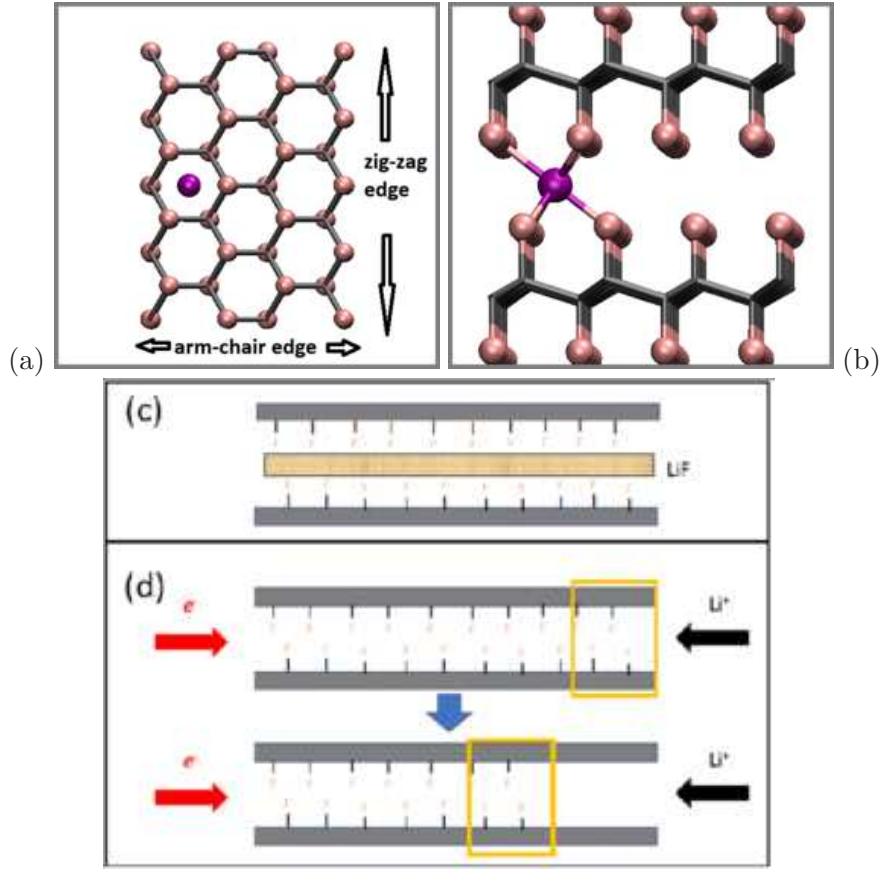 zig-zag
edge
arm-chair edge
(a)
(b)
(c)
LiF
(d)
e
Li⁺
e
Li⁺